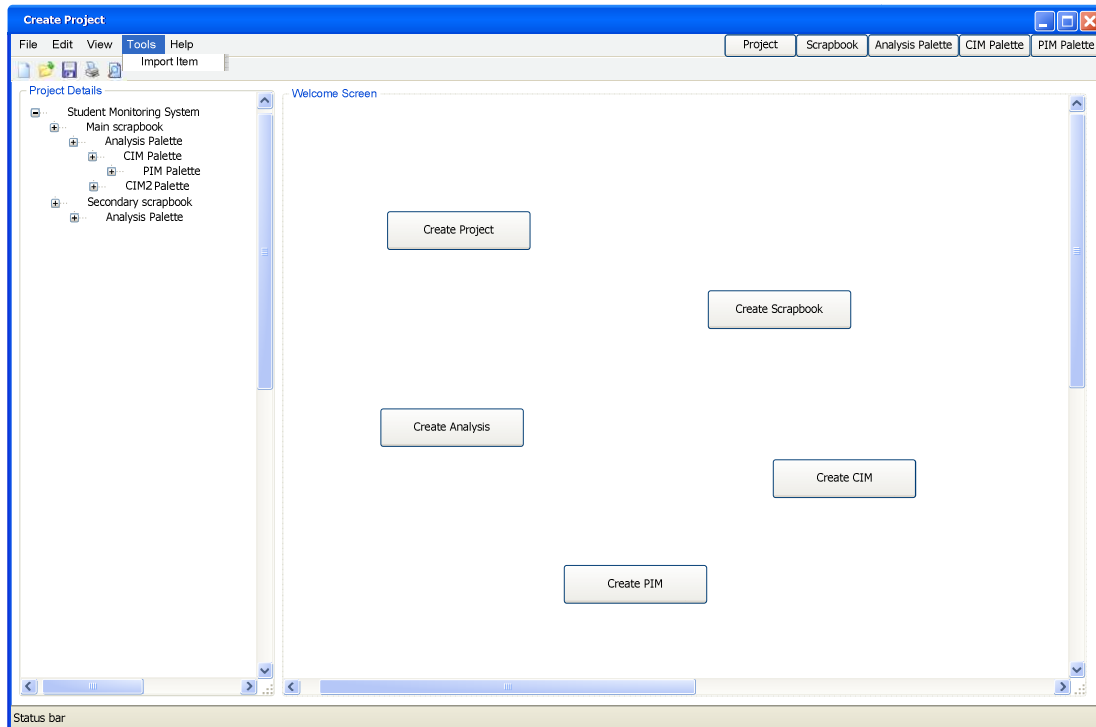 Create Project
File Edit View Tools Help
Project Scrapbook Analysis Palette CIM Palette PIM Palette
Import Item
Project Details
Student Monitoring System
Main scrapbook
Analysis Palette
CIM Palette
PIM Palette
CIM2 Palette
Secondary scrapbook
Analysis Palette
Welcome Screen
Create Project
Create Scrapbook
Create Analysis
Create CIM
Create PIM
Status bar